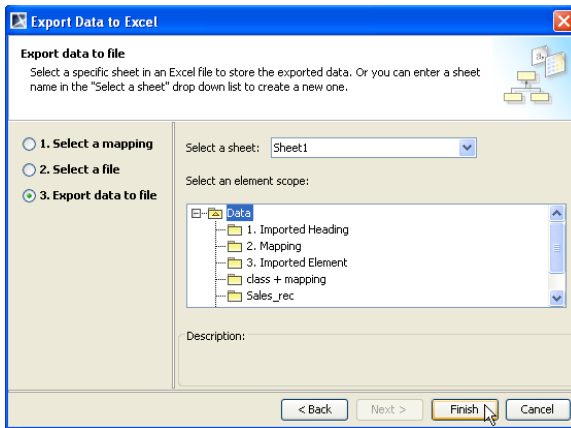 Export Data to Excel
Export data to file
Select a specific sheet in an Excel file to store the exported data. Or you can enter a sheet
name in the "Select a sheet" drop down list to create a new one.
1. Select a mapping
2. Select a file
3. Export data to file
Select a sheet: Sheet1
Select an element scope:
Data
1. Imported Heading
2. Mapping
3. Imported Element
class + mapping
Sales_rec
Description:
< Back Next > Finish Cancel